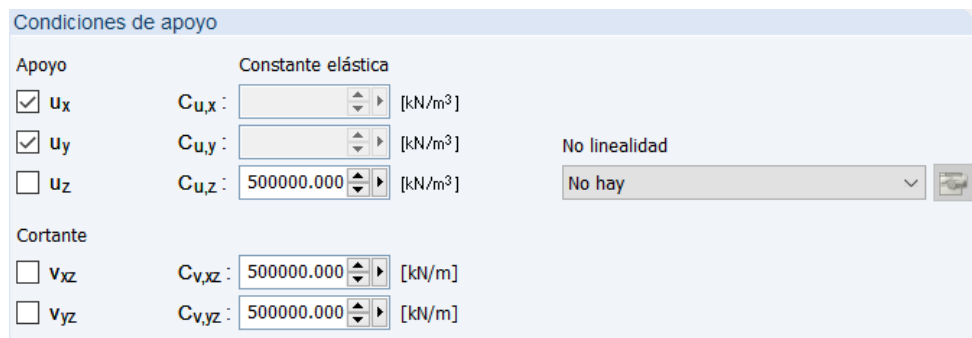 Condiciones de apoyo
Apoyo Constante elástica
ux Cu,x : [kN/m³]
uy Cu,y : [kN/m³]
No linealidad
uz Cu,z : 500000.000 [kN/m³] No hay
Cortante
vxz Cv,xz : 500000.000 [kN/m]
vyz Cv,yz : 500000.000 [kN/m]